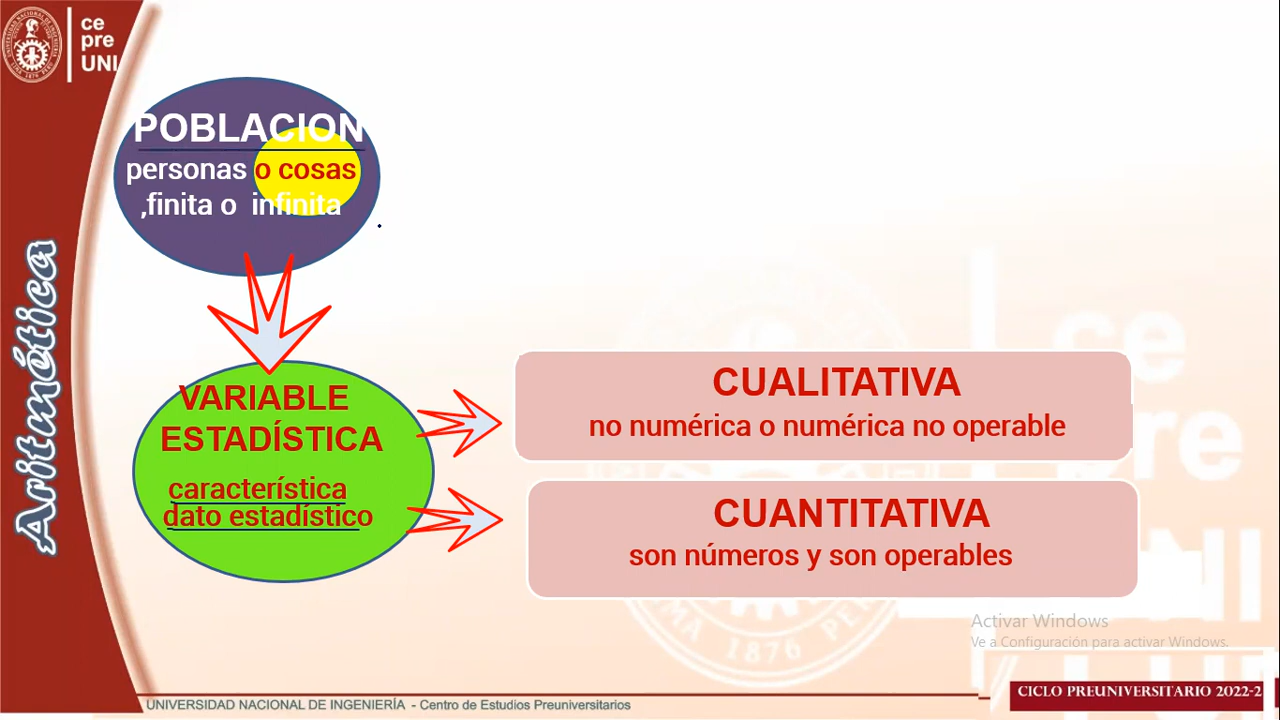 ce
pre
UNI
POBLACION
personas o cosas
,finita o infinita
.
Aritmética
VARIABLE
ESTADÍSTICA
característica
dato estadístico
CUALITATIVA
no numérica o numérica no operable
CUANTITATIVA
son números y son operables
Activar Windows
Ve a Configuración para activar Windows.
CICLO PREUNIVERSITARIO 2022-2
UNIVERSIDAD NACIONAL DE INGENIERÍA - Centro de Estudios Preuniversitarios